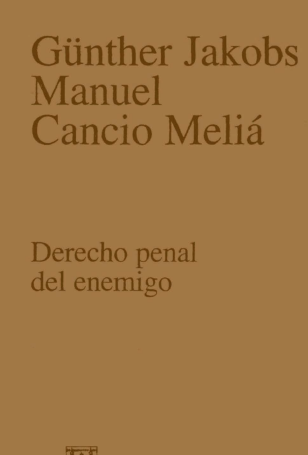 Günther Jakobs
Manuel
Cancio Meliá
Derecho penal
del enemigo